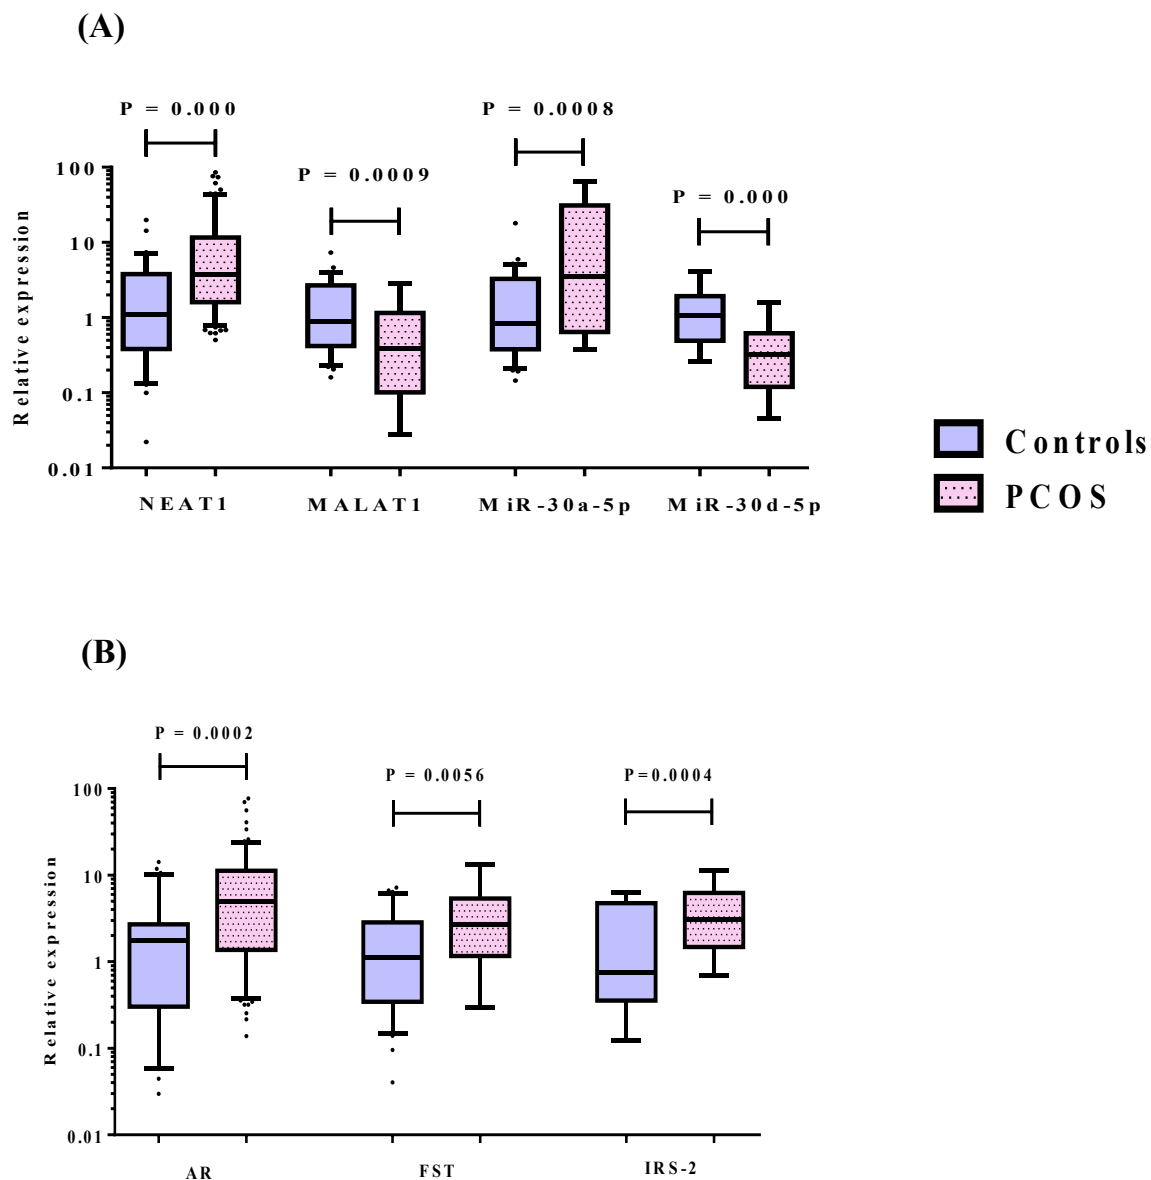 (A)
P = 0.000
P = 0.0008
P = 0.0009
P = 0.000
Relative expression
100
10
1
0.1
0.01
NEAT1
MALAT1
MiR-30a-5p
MiR-30d-5p
Controls
PCOS
(B)
P = 0.0002
P = 0.0056
P=0.0004
Relative expression
100
10
1
0.1
0.01
AR
FST
IRS-2